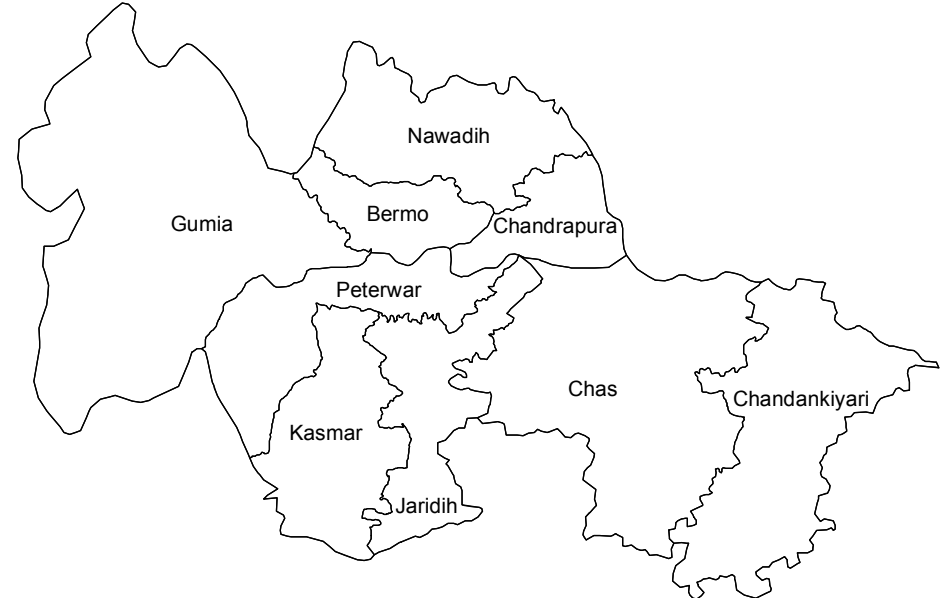 Nawadih
Bermo
Gumia
Chandrapura
Peterwar
Chas
Chandankiyari
Kasmar
Jaridih